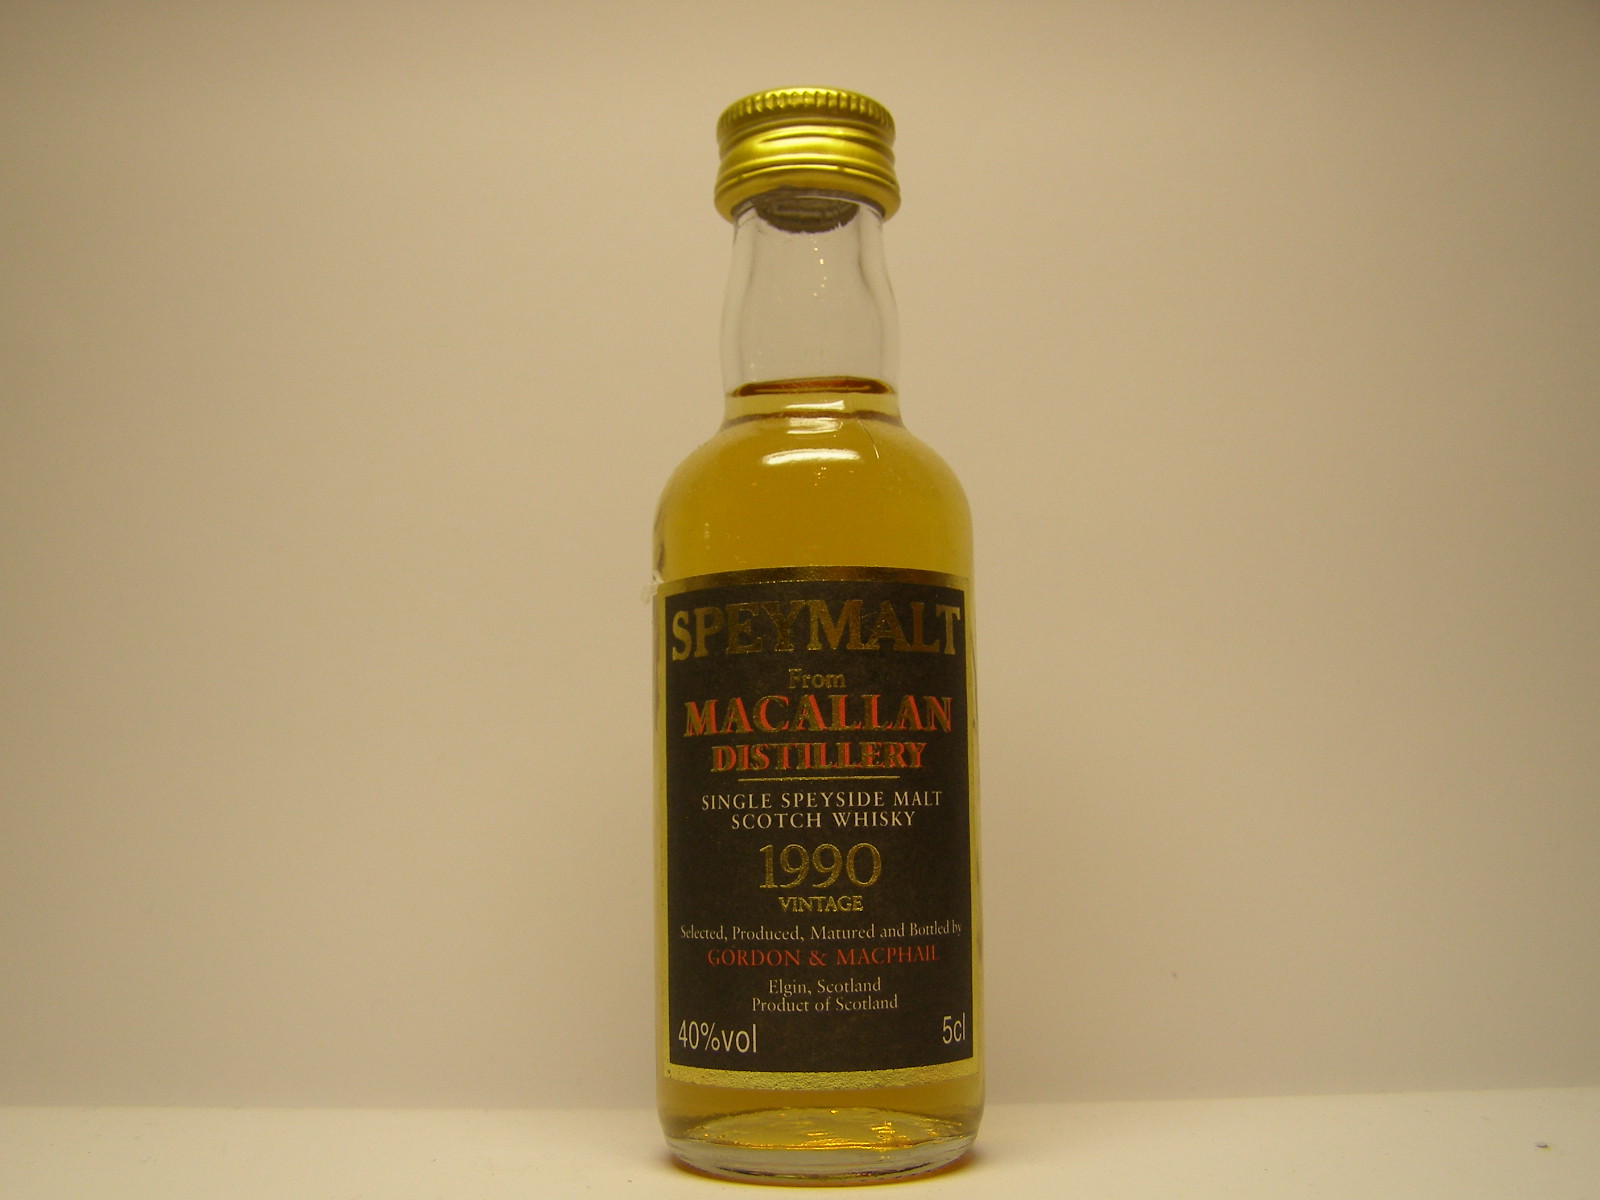 SPEYMALT
From
MACALLAN
DISTILLERY
SINGLE SPEYSIDE MALT
SCOTCH WHISKY
1990
VINTAGE
Selected, Produced, Matured and Bottled by
GORDON & MACPHAIL
Elgin, Scotland
Product of Scotland
40%vol 5cl